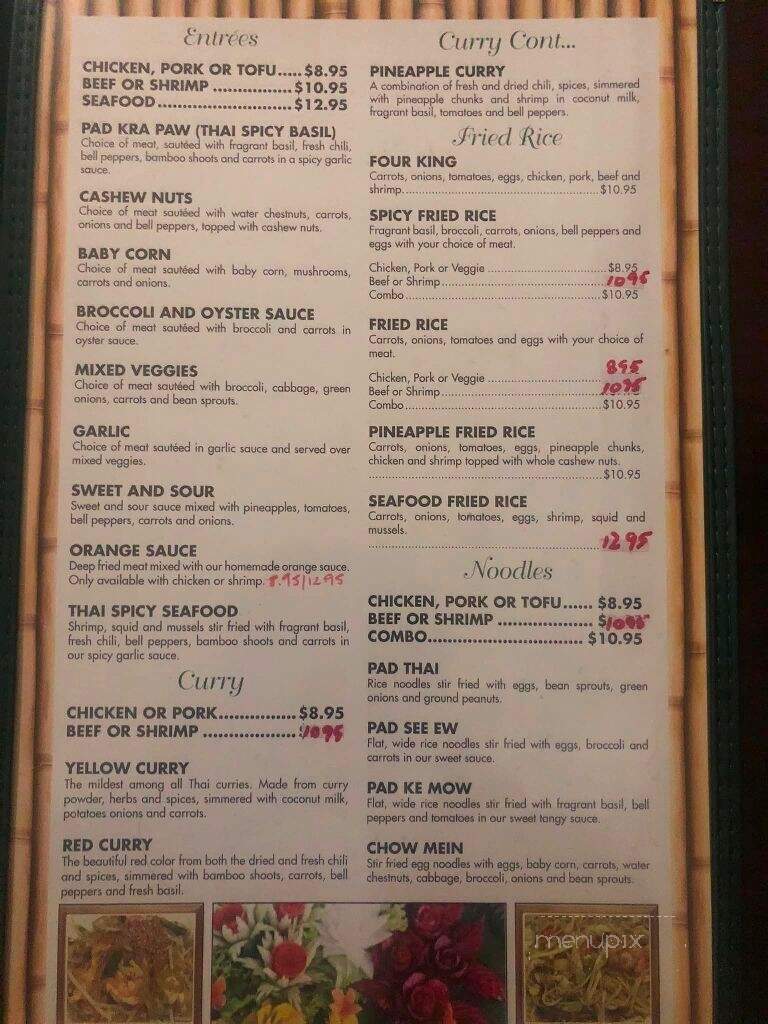 Entrées
CHICKEN, PORK OR TOFU.....$8.95
BEEF OR SHRIMP ................$10.95
SEAFOOD...........................$12.95
PAD KRA PAW (THAI SPICY BASIL)
Choice of meat, sautéed with fragrant basil, fresh chili,
bell peppers, bamboo shoots and carrots in a spicy garlic
sauce.
CASHEW NUTS
Choice of meat sautéed with water chestnuts, carrots,
onions and bell peppers, topped with cashew nuts.
BABY CORN
Choice of meat sautéed with baby corn, mushrooms,
carrots and onions.
BROCCOLI AND OYSTER SAUCE
Choice of meat sautéed with broccoli and carrots in
oyster sauce.
MIXED VEGGIES
Choice of meat sautéed with broccoli, cabbage, green
onions, carrots and bean sprouts.
GARLIC
Choice of meat sautéed in garlic sauce and served over
mixed veggies.
SWEET AND SOUR
Sweet and sour sauce mixed with pineapples, tomatoes,
bell peppers, carrots and onions.
ORANGE SAUCE
Deep fried meat mixed with our homemade orange sauce.
Only available with chicken or shrimp. 8.95/12 95
THAI SPICY SEAFOOD
Shrimp, squid and mussels stir fried with fragrant basil,
fresh chili, bell peppers, bamboo shoots and carrots in
our spicy garlic sauce.
Curry
CHICKEN OR PORK...............$8.95
BEEF OR SHRIMP ..................$10 95
YELLOW CURRY
The mildest among all Thai curries. Made from curry
powder, herbs and spices, simmered with coconut milk,
potatoes onions and carrots.
RED CURRY
The beautiful red color from both the dried and fresh chili
and spices, simmered with bamboo shoots, carrots, bell
peppers and fresh basil.
Curry Cont...
PINEAPPLE CURRY
A combination of fresh and dried chili, spices, simmered
with pineapple chunks and shrimp in coconut milk,
fragrant basil, tomatoes and bell peppers.
Fried Rice
FOUR KING
Carrots, onions, tomatoes, eggs, chicken, pork, beef and
shrimp.......................................................$10.95
SPICY FRIED RICE
Fragrant basil, broccoli, carrots, onions, bell peppers and
eggs with your choice of meat.
Chicken, Pork or Veggie .................................$8.95
Beef or Shrimp.............................................10 95
Combo.......................................................$10.95
FRIED RICE
Carrots, onions, tomatoes and eggs with your choice of
meat.
Chicken, Pork or Veggie ................................. 8 95
Beef or Shrimp.............................................10 95
Combo.......................................................$10.95
PINEAPPLE FRIED RICE
Carrots, onions, tomatoes, eggs, pineapple chunks,
chicken and shrimp topped with whole cashew nuts.
................................................................$10.95
SEAFOOD FRIED RICE
Carrots, onions, tomatoes, eggs, shrimp, squid and
mussels.
................................................................12 95
Noodles
CHICKEN, PORK OR TOFU...... $8.95
BEEF OR SHRIMP .................. $10 95
COMBO................................ $10.95
PAD THAI
Rice noodles stir fried with eggs, bean sprouts, green
onions and ground peanuts.
PAD SEE EW
Flat, wide rice noodles stir fried with eggs, broccoli and
carrots in our sweet sauce.
PAD KE MOW
Flat, wide rice noodles stir fried with fragrant basil, bell
peppers and tomatoes in our sweet tangy sauce.
CHOW MEIN
Stir fried egg noodles with eggs, baby corn, carrots, water
chestnuts, cabbage, broccoli, onions and bean sprouts.
menupix